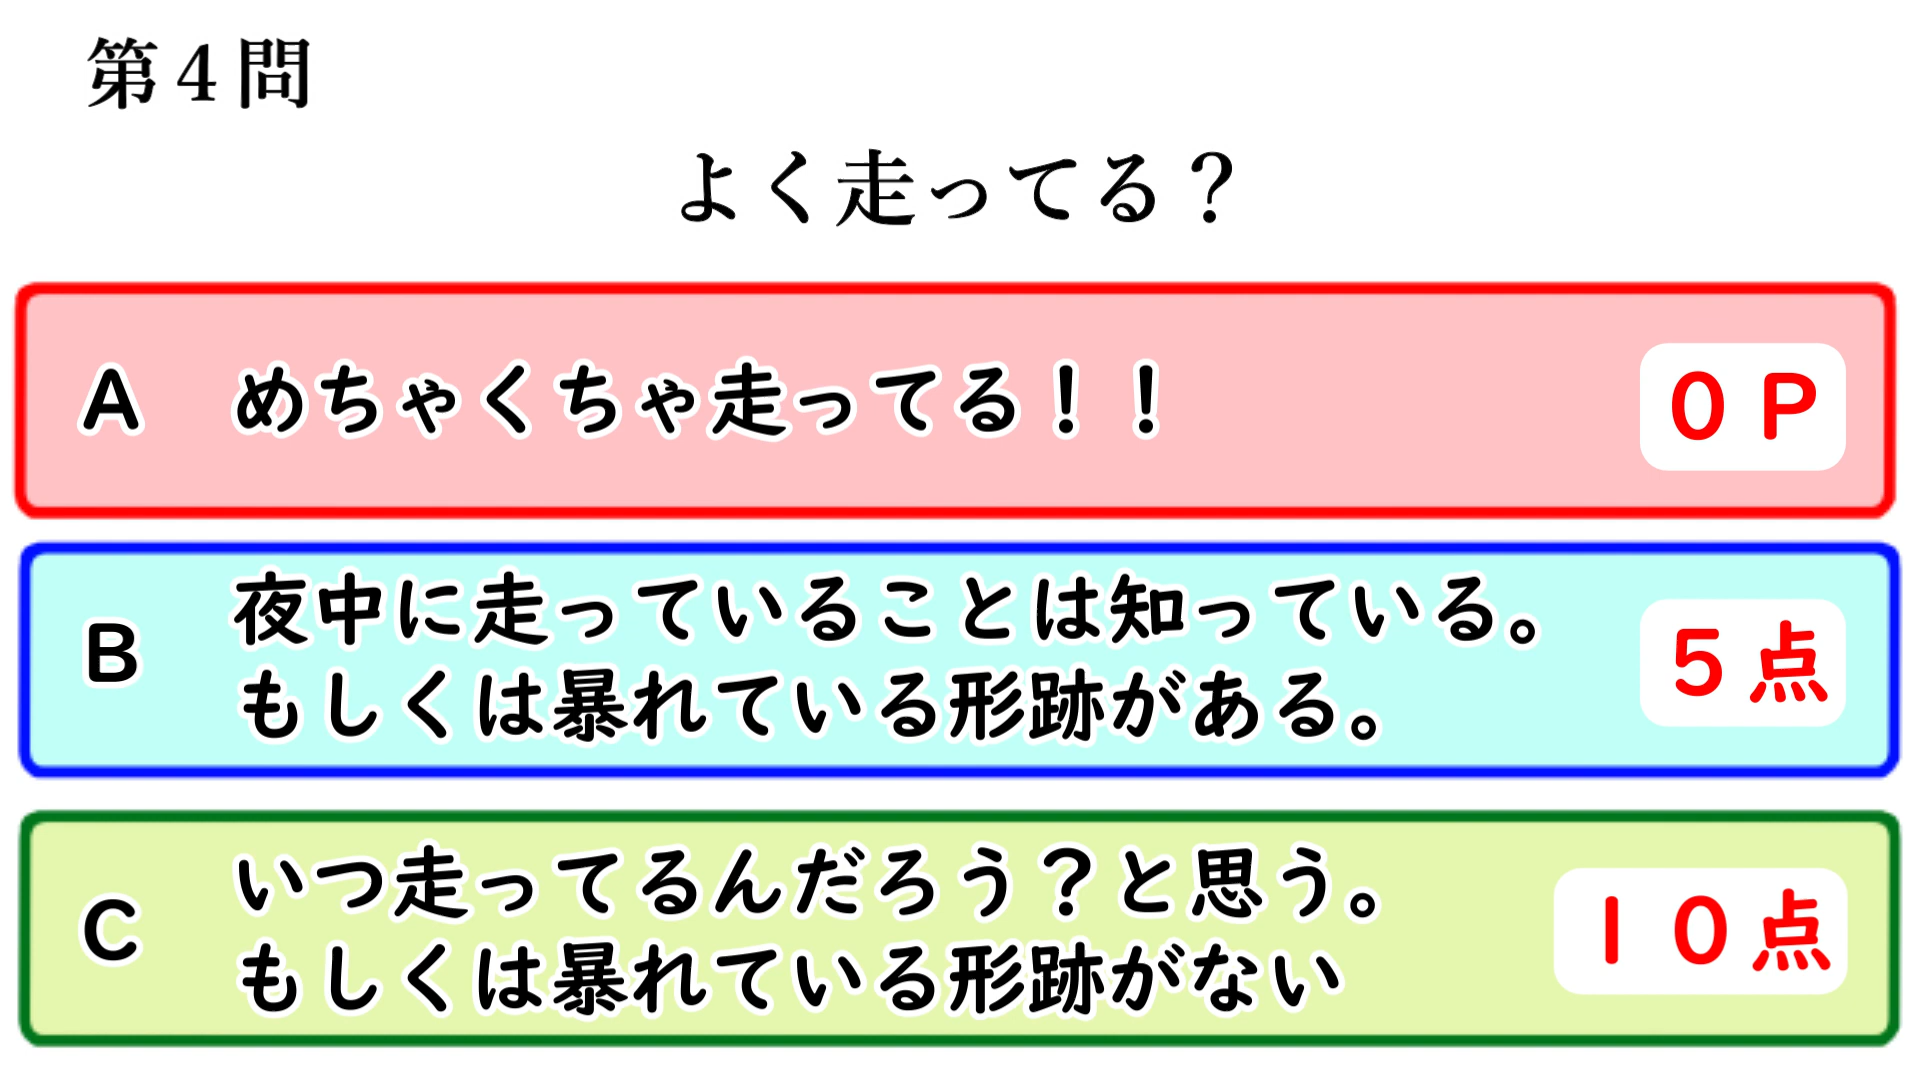 第４問
よく走ってる？
A めちゃくちゃ走ってる！！ ０Ｐ
B 夜中に走っていることは知っている。
もしくは暴れている形跡がある。 ５点
C いつ走ってるんだろう？と思う。
もしくは暴れている形跡がない １０点